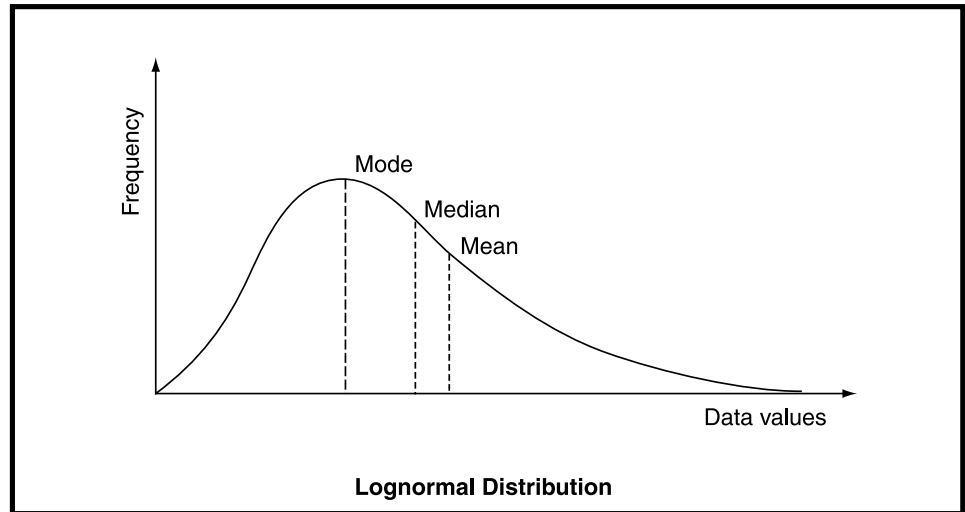 Frequency
Mode
Median
Mean
Data values
Lognormal Distribution